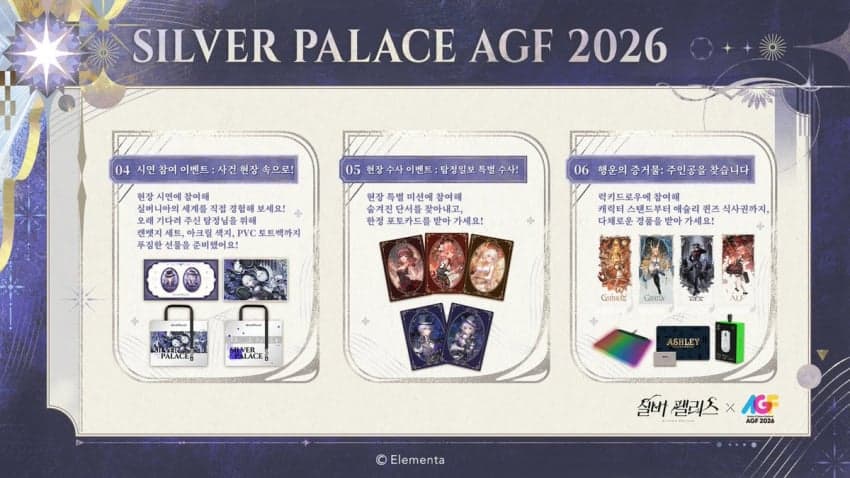 SILVER PALACE AGF 2026
04 시연 참여 이벤트 : 사건 현장 속으로!
현장 시연에 참여해
실버니아의 세계를 직접 경험해 보세요!
오래 기다려 주신 탐정님을 위해
캔뱃지 세트, 아크릴 색지, PVC 토트백까지
푸짐한 선물을 준비했어요!
SILVER
PALACE
SILVER
PALACE
05 현장 수사 이벤트 : 탐정일보 특별 수사!
현장 특별 미션에 참여해
숨겨진 단서를 찾아내고,
한정 포토카드를 받아 가세요!
06 행운의 증거물: 주인공을 찾습니다
럭키드로우에 참여해
캐릭터 스탠드부터 애슐리 퀸즈 식사권까지,
다채로운 경품을 받아 가세요!
ASHLEY
실버 팰리스 × AGF
AGF 2026
© Elementa